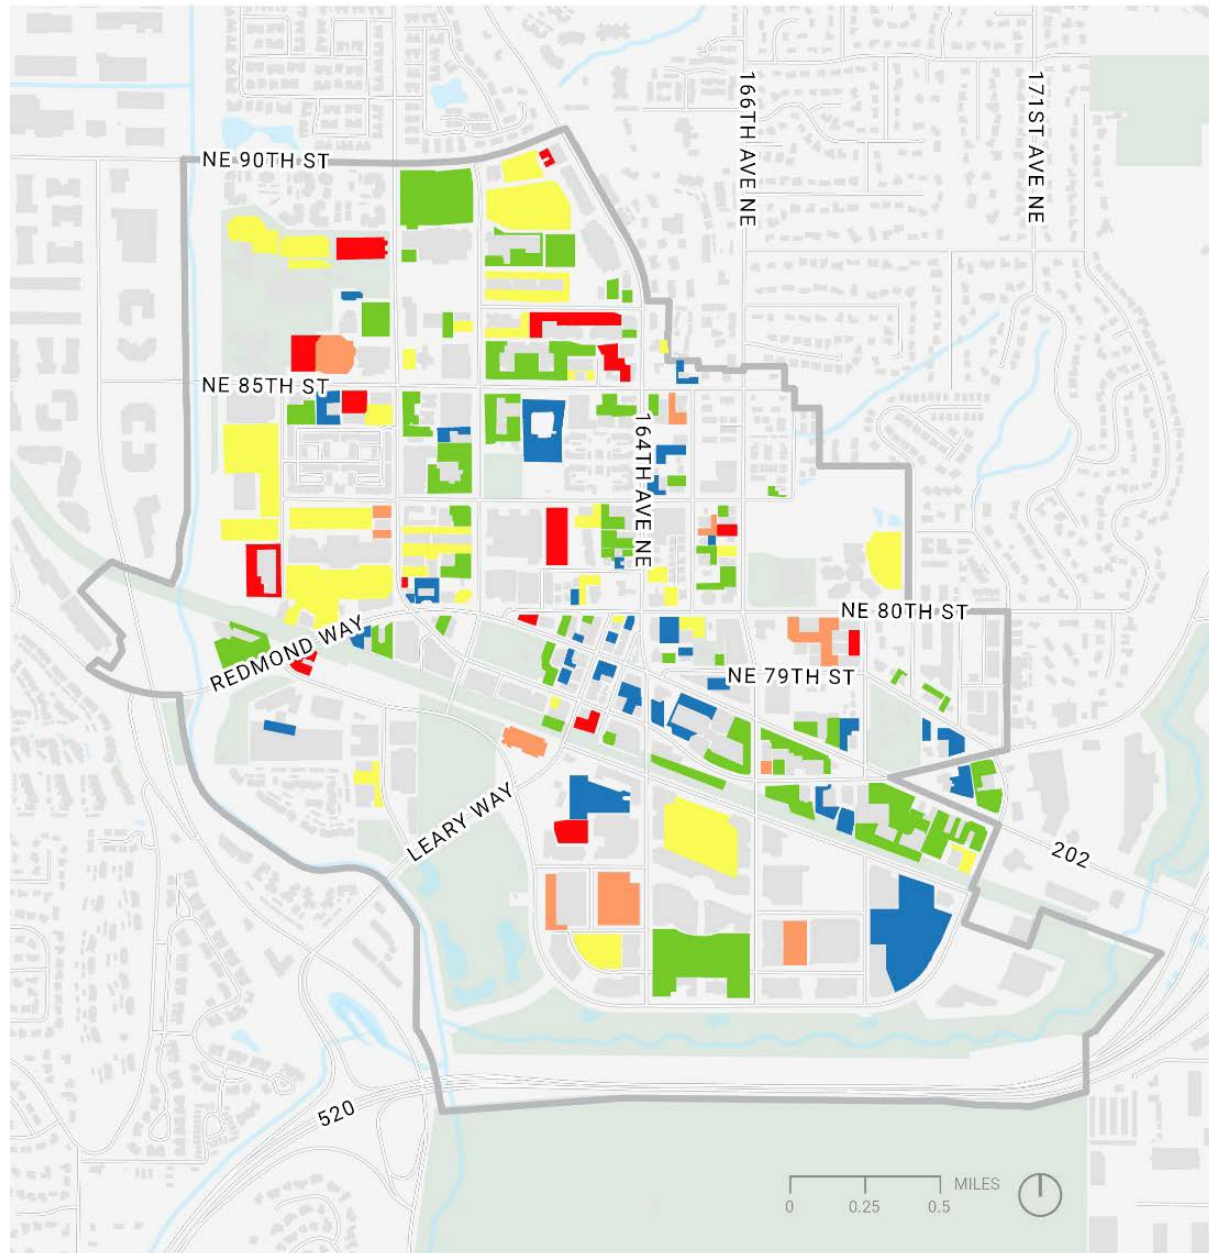 166TH AVE NE
171ST AVE NE
NE 90TH ST
NE 85TH ST
164TH AVE NE
NE 80TH ST
REDMOND WAY
NE 79TH ST
LEARY WAY
202
520
MILES
0 0.25 0.5